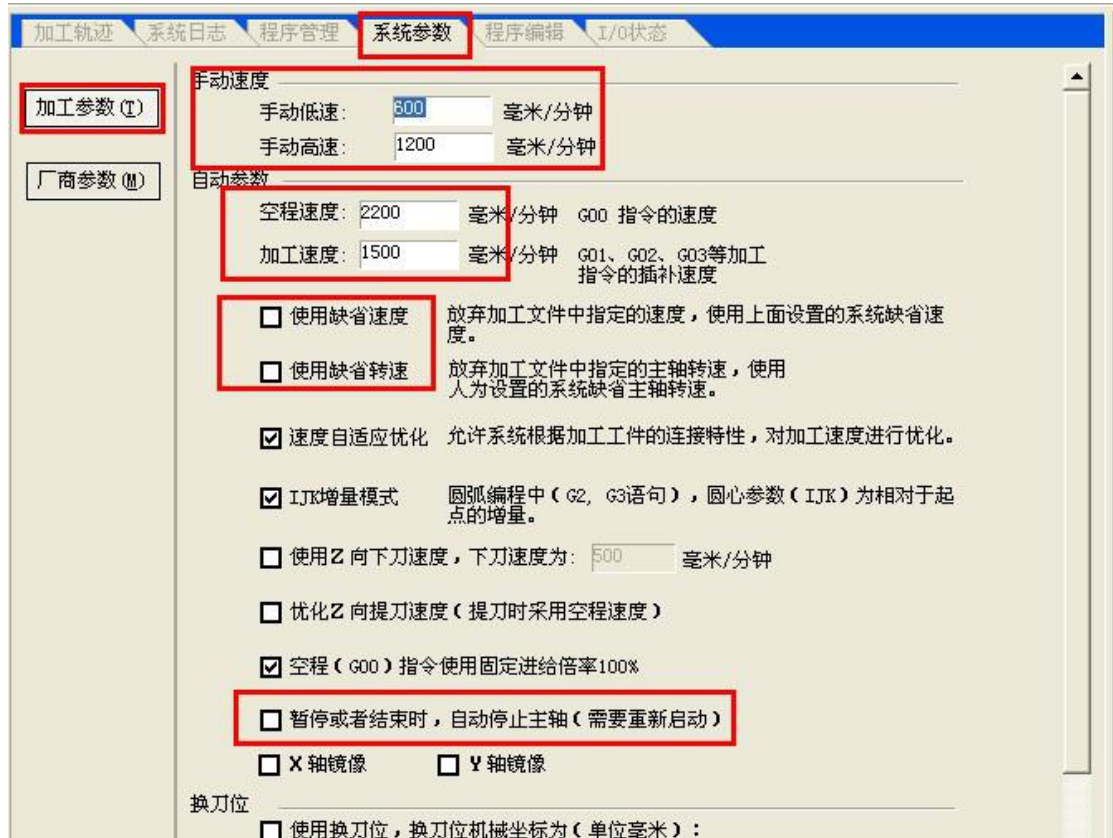 加工轨迹 系统日志 程序管理 系统参数 程序编辑 I/O状态
加工参数(T)
厂商参数(M)
手动速度
手动低速: 600 毫米/分钟
手动高速: 1200 毫米/分钟
自动参数
空程速度: 2200 毫米/分钟 G00 指令的速度
加工速度: 1500 毫米/分钟 G01、G02、G03等加工
指令的插补速度
使用缺省速度 放弃加工文件中指定的速度，使用上面设置的系统缺省速
度。
使用缺省转速 放弃加工文件中指定的主轴转速，使用
人为设置的系统缺省主轴转速。
速度自适应优化 允许系统根据加工工件的连接特性，对加工速度进行优化。
IJK增量模式 圆弧编程中(G2, G3语句)，圆心参数(IJK)为相对于起
点的增量。
使用Z 向下刀速度，下刀速度为: 500 毫米/分钟
优化Z 向提刀速度(提刀时采用空程速度)
空程(G00)指令使用固定进给倍率100%
暂停或者结束时，自动停止主轴(需要重新启动)
X 轴镜像 Y 轴镜像
换刀位
使用换刀位，换刀位机械坐标为(单位毫米):